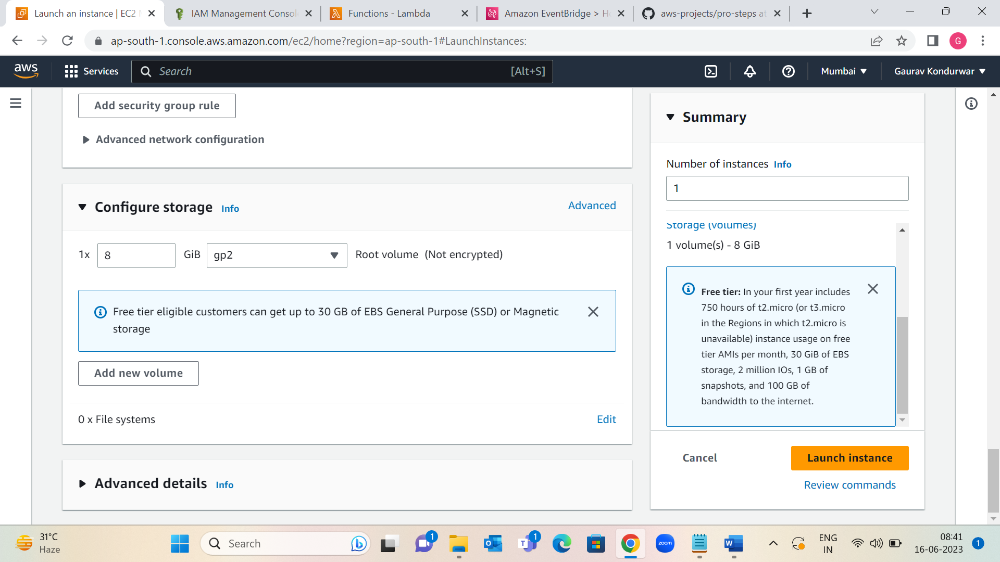 Launch an instance | EC2
IAM Management Consol
Functions - Lambda
Amazon EventBridge > H
aws-projects/pro-steps at
ap-south-1.console.aws.amazon.com/ec2/home?region=ap-south-1#LaunchInstances:
G
aws
Services
Search
[Alt+S]
Mumbai
Gaurav Kondurwar
Add security group rule
Advanced network configuration
Configure storage Info
Advanced
1x 8 GiB gp2 Root volume (Not encrypted)
Free tier eligible customers can get up to 30 GB of EBS General Purpose (SSD) or Magnetic
storage
Add new volume
0 x File systems
Edit
Advanced details Info
Summary
Number of instances Info
1
Storage (volumes)
1 volume(s) - 8 GiB
Free tier: In your first year includes
750 hours of t2.micro (or t3.micro
in the Regions in which t2.micro is
unavailable) instance usage on free
tier AMIs per month, 30 GiB of EBS
storage, 2 million IOs, 1 GB of
snapshots, and 100 GB of
bandwidth to the internet.
Cancel
Launch instance
Review commands
31°C
Haze
Search
1
1
zoom
ENG
IN
08:41
16-06-2023
1